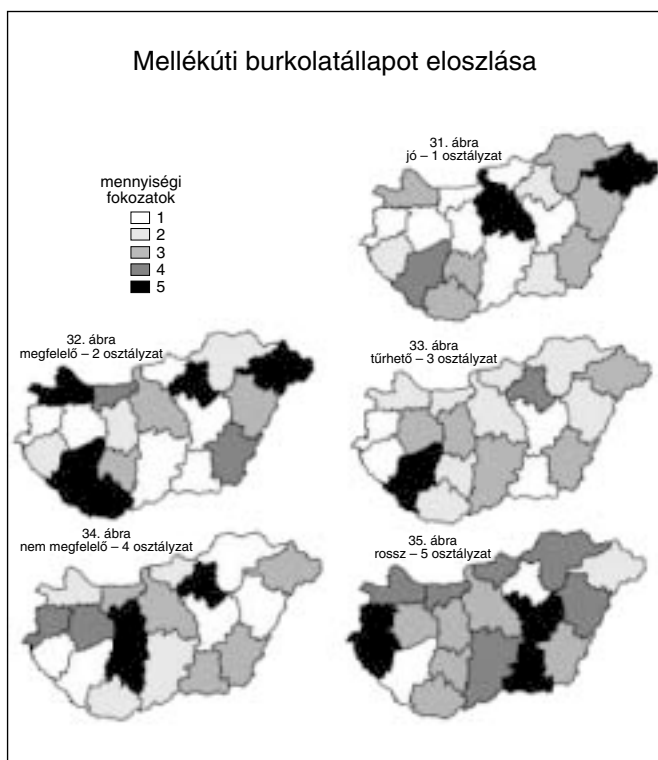 Mellékúti burkolatállapot eloszlása
31. ábra
jó – 1 osztályzat
mennyiségi
fokozatok
1
2
3
4
5
32. ábra
megfelelő – 2 osztályzat
33. ábra
tűrhető – 3 osztályzat
34. ábra
nem megfelelő – 4 osztályzat
35. ábra
rossz – 5 osztályzat